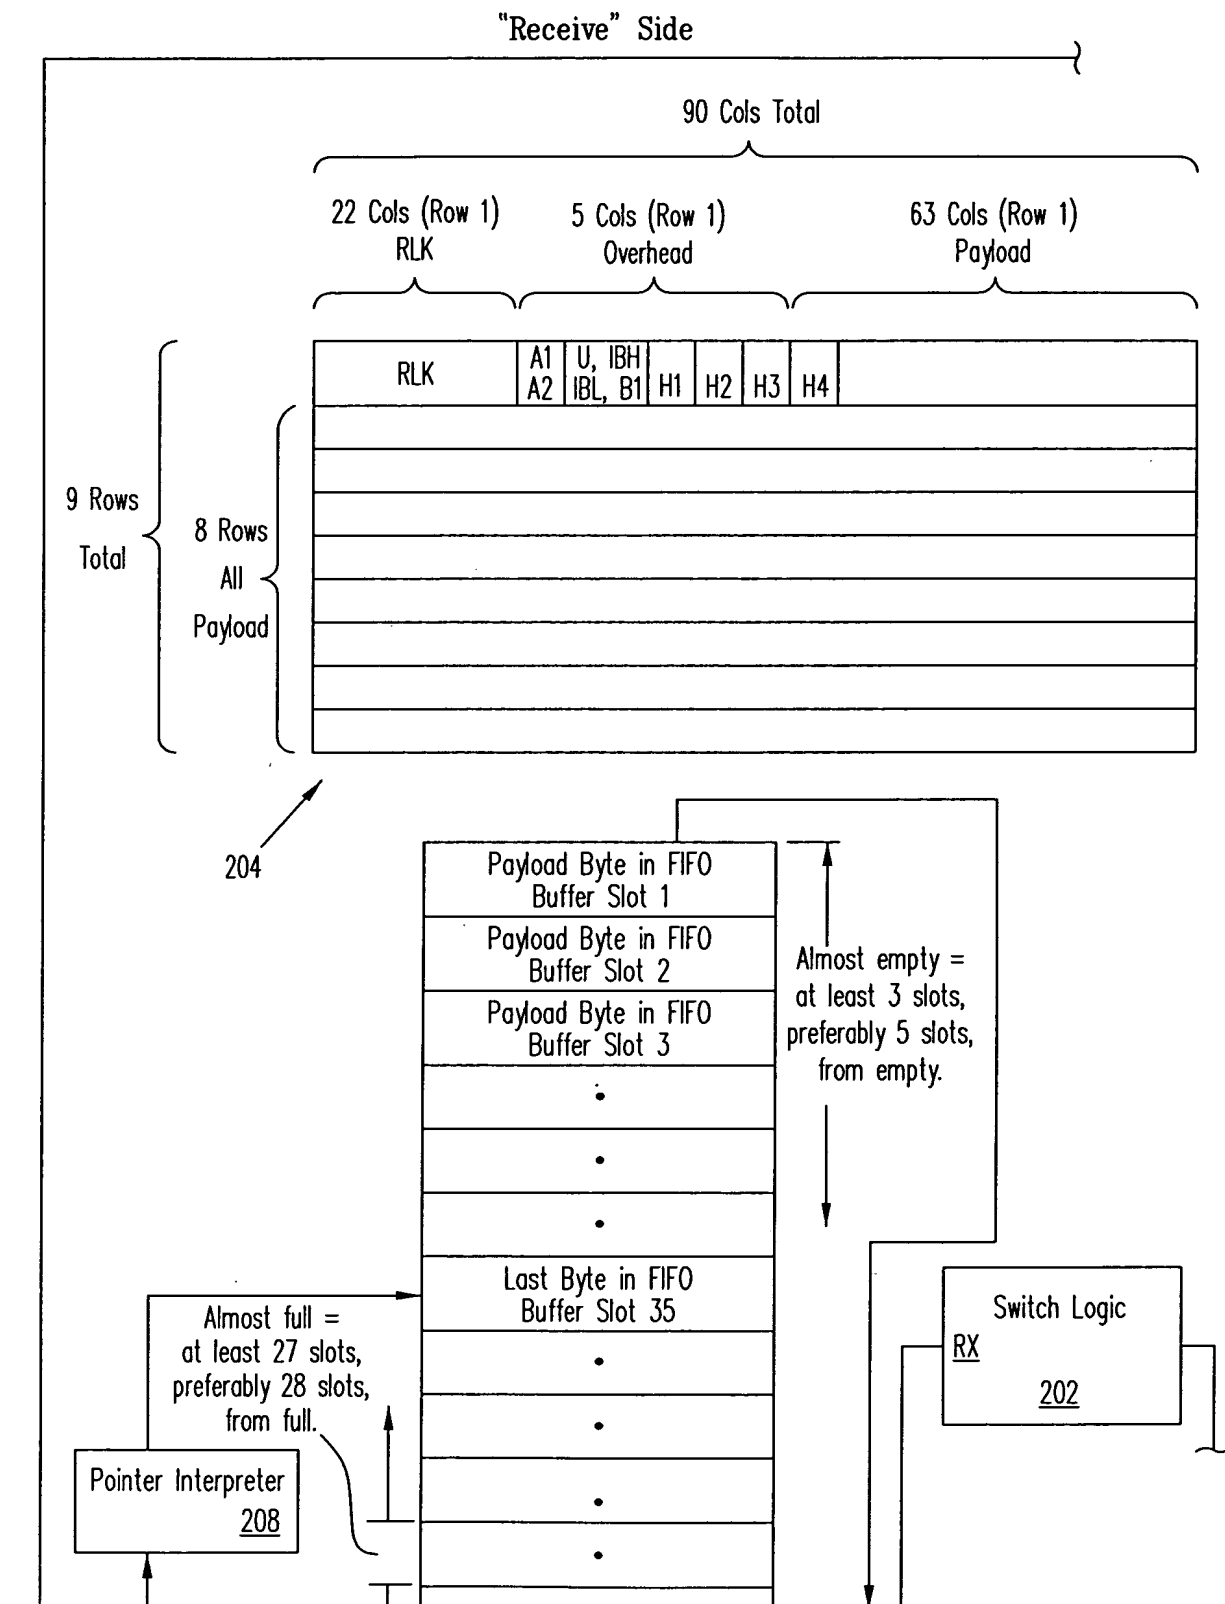 "Receive" Side
90 Cols Total
22 Cols (Row 1)
RLK
5 Cols (Row 1)
Overhead
63 Cols (Row 1)
Payload
RLK
A1
A2
U, IBH
IBL, B1
H1
H2
H3
H4
9 Rows
Total
8 Rows
All
Payload
204
Payload Byte in FIFO
Buffer Slot 1
Payload Byte in FIFO
Buffer Slot 2
Payload Byte in FIFO
Buffer Slot 3
Almost empty =
at least 3 slots,
preferably 5 slots,
from empty.
Last Byte in FIFO
Buffer Slot 35
Almost full =
at least 27 slots,
preferably 28 slots,
from full.
Switch Logic
RX
202
Pointer Interpreter
208